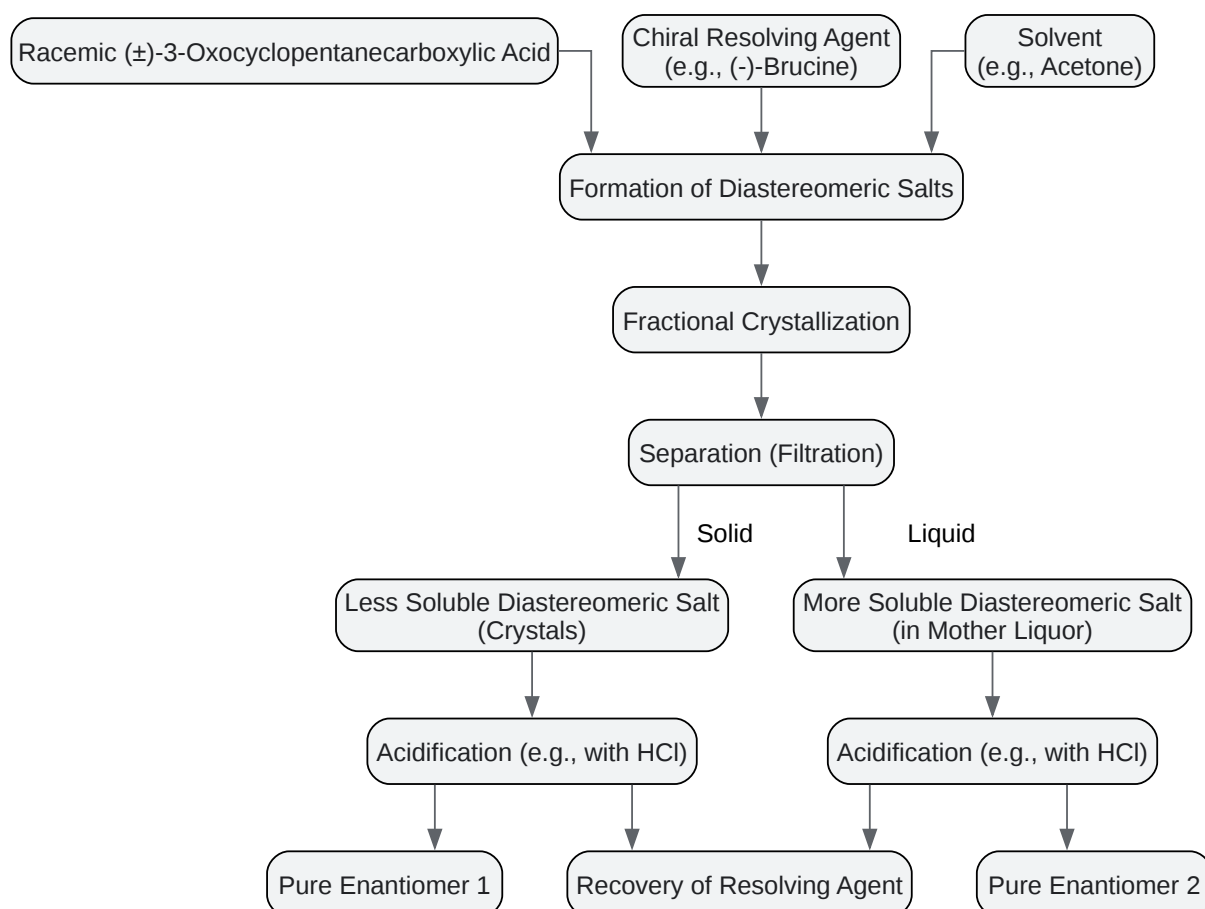 Racemic (±)-3-Oxocyclopentanecarboxylic Acid
Chiral Resolving Agent
(e.g., (-)-Brucine)
Solvent
(e.g., Acetone)
Formation of Diastereomeric Salts
Fractional Crystallization
Separation (Filtration)
Solid
Liquid
Less Soluble Diastereomeric Salt
(Crystals)
More Soluble Diastereomeric Salt
(in Mother Liquor)
Acidification (e.g., with HCl)
Acidification (e.g., with HCl)
Pure Enantiomer 1
Recovery of Resolving Agent
Pure Enantiomer 2